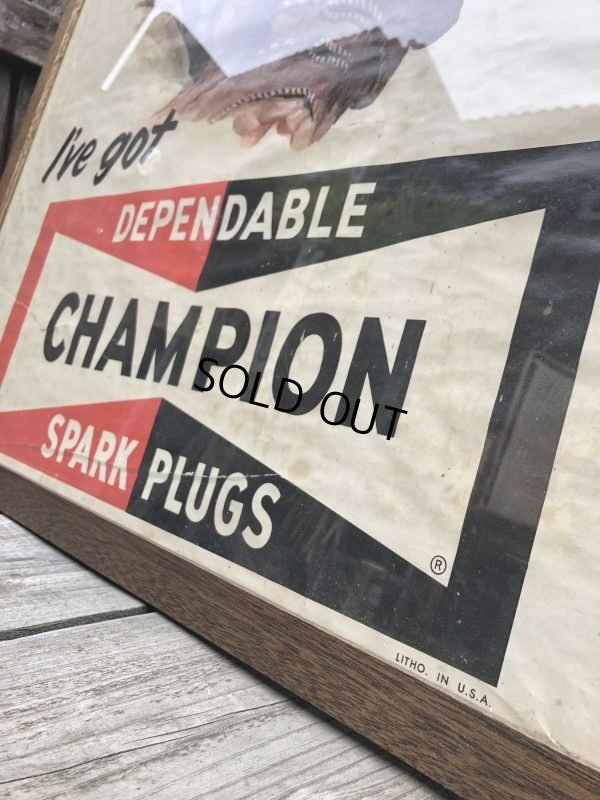 I've got
DEPENDABLE
CHAMPION
SOLD OUT
SPARK PLUGS
®
LITHO. IN U.S.A.